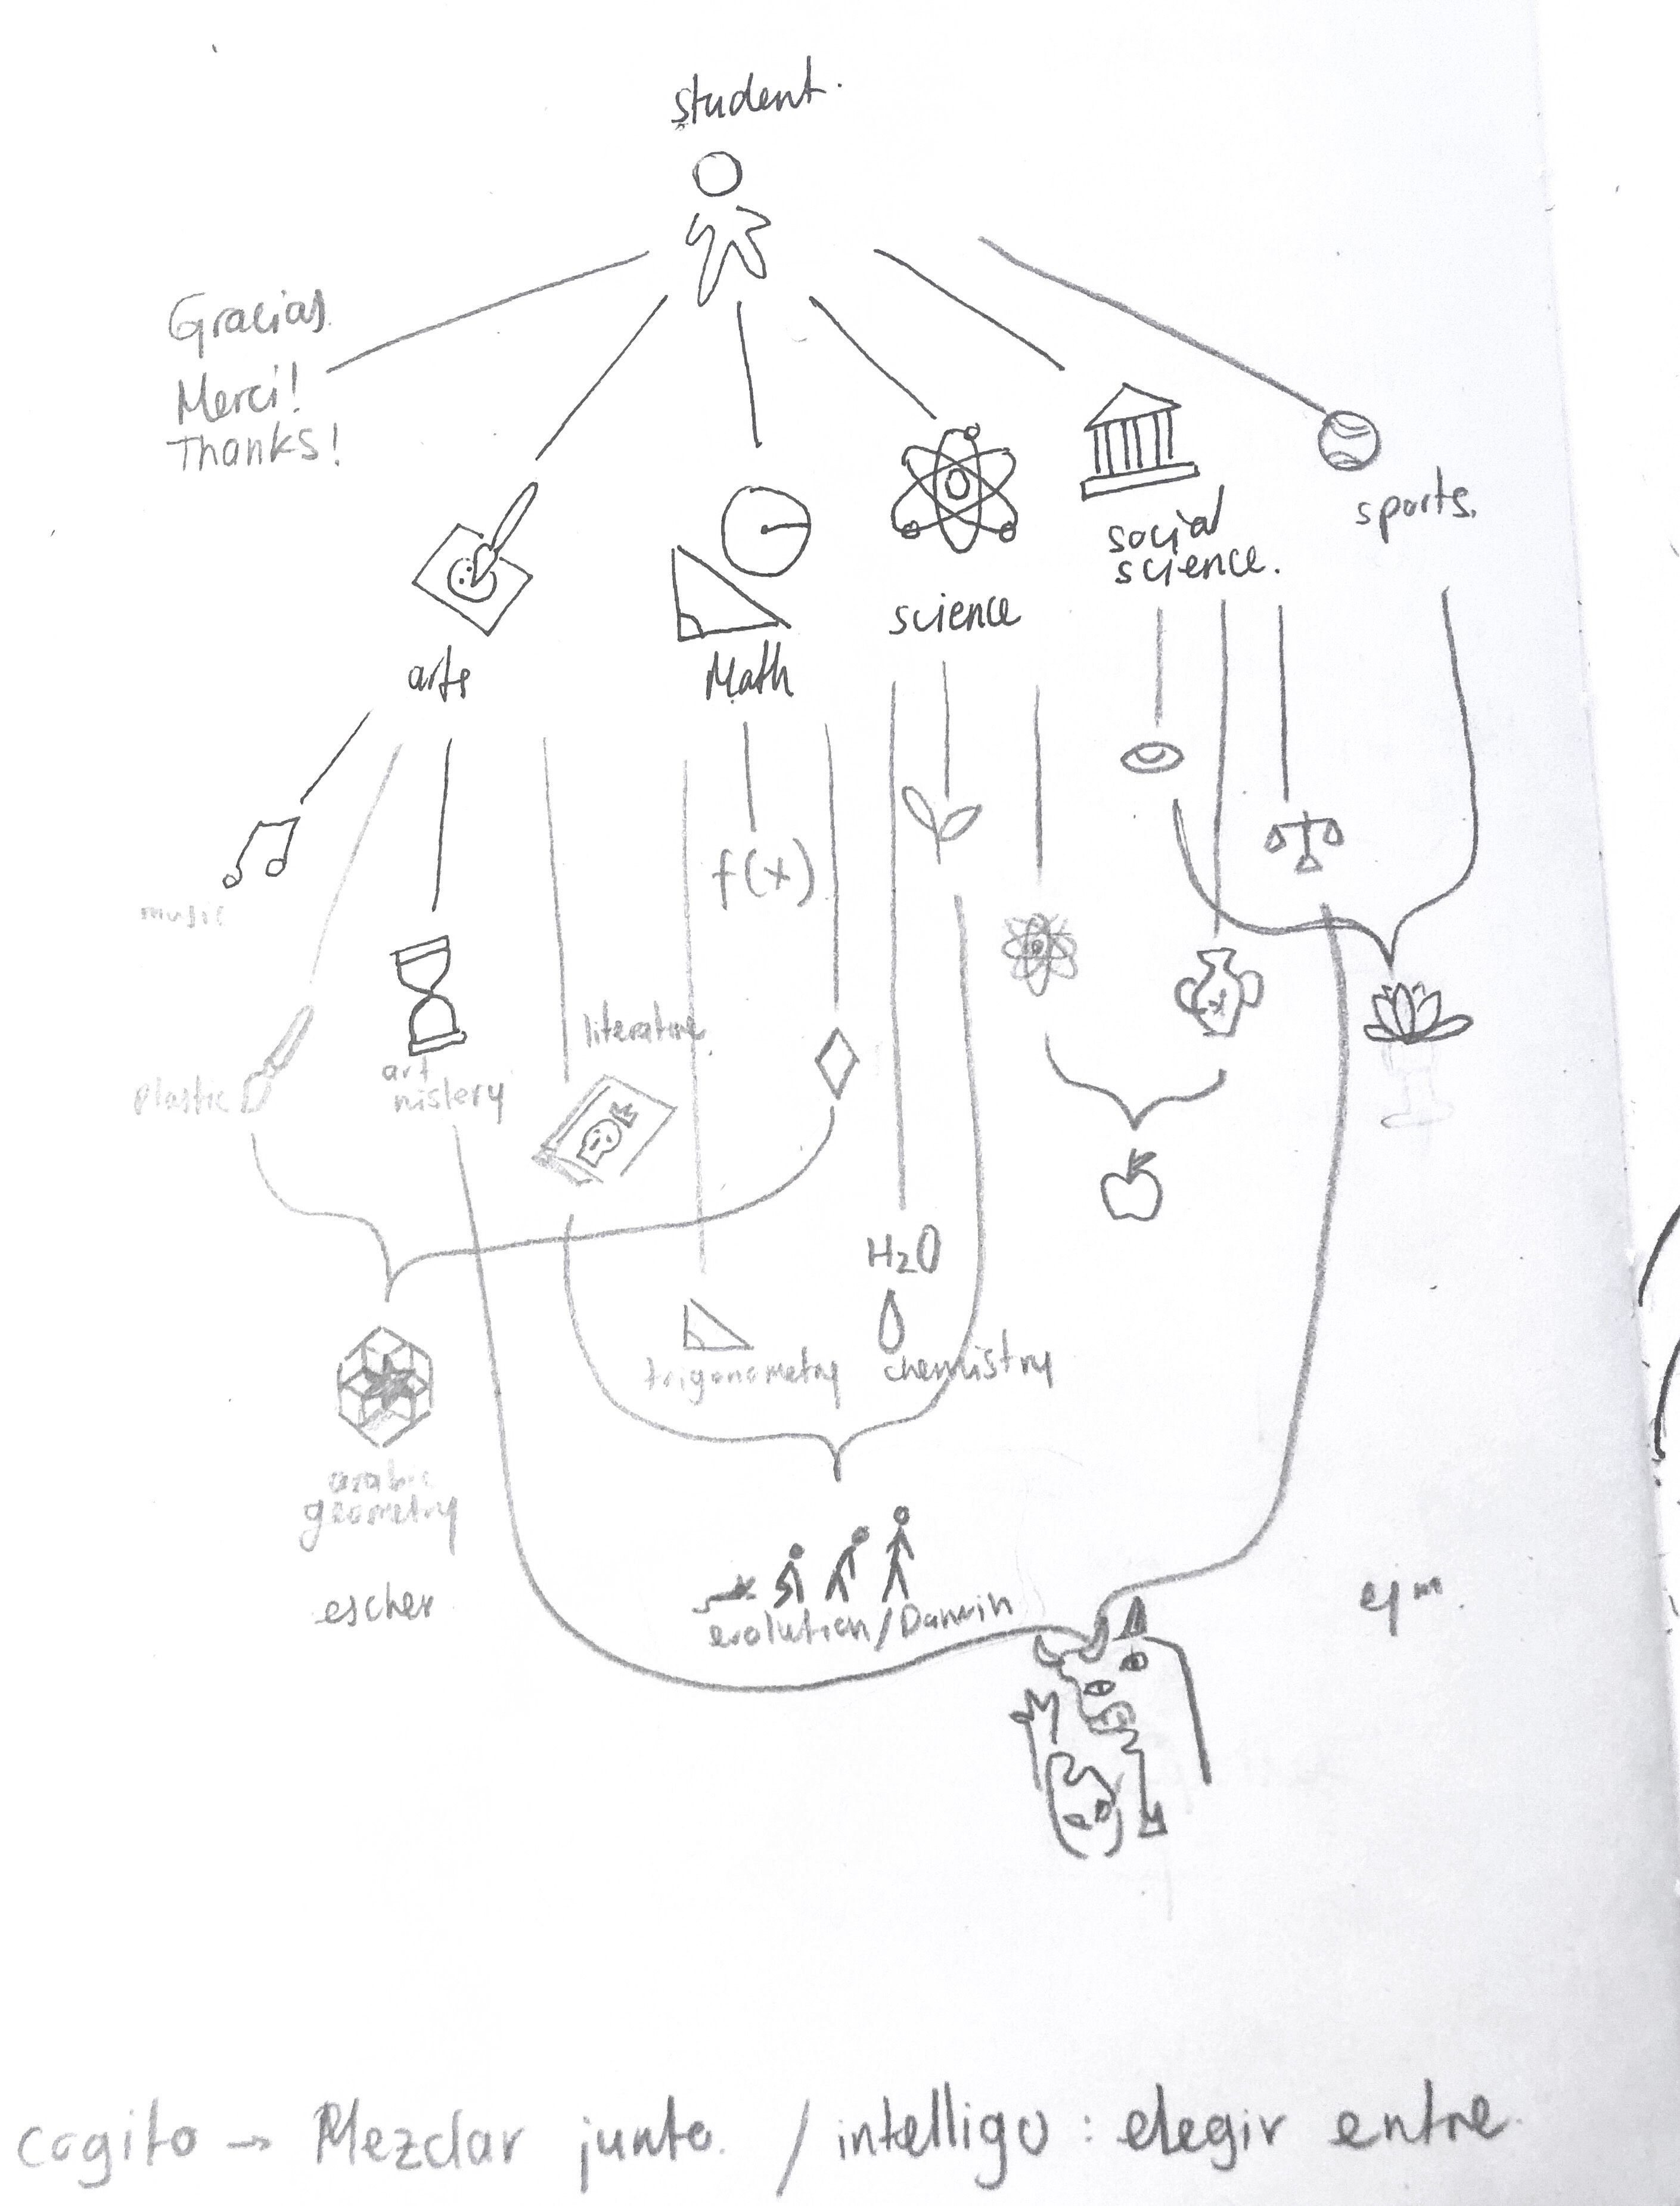 student.
Gracias
Merci!
Thanks!
sports.
social
science.
science
arts
Math
f(x)
music
literature
plastic
art
history
H2O
trigonometry
chemistry
arabic
geometry
escher
evolution/Darwin
ejm.
cogito → Mezclar junto. / intelligo : elegir entre.